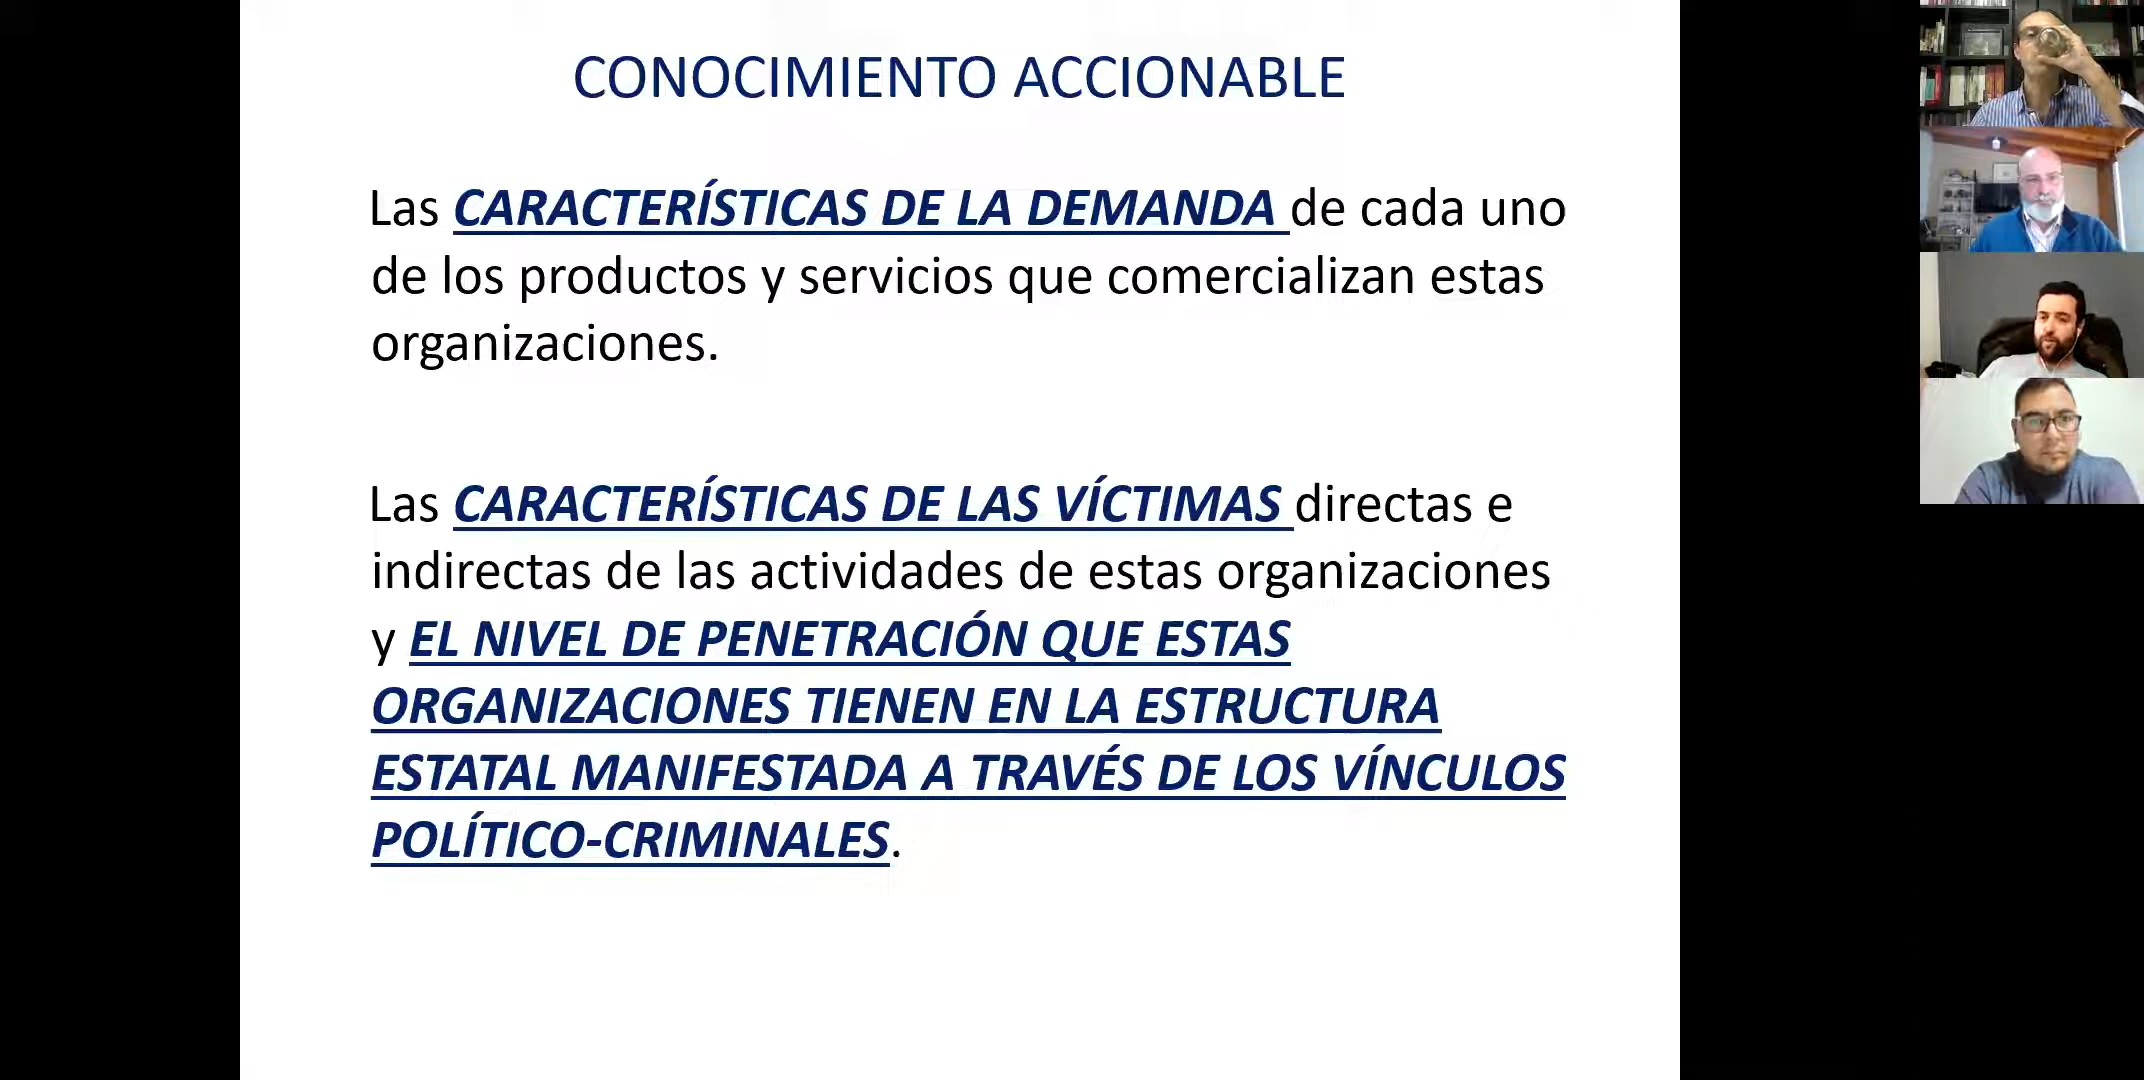 CONOCIMIENTO ACCIONABLE
Las CARACTERÍSTICAS DE LA DEMANDA de cada uno
de los productos y servicios que comercializan estas
organizaciones.
Las CARACTERÍSTICAS DE LAS VÍCTIMAS directas e
indirectas de las actividades de estas organizaciones
y EL NIVEL DE PENETRACIÓN QUE ESTAS
ORGANIZACIONES TIENEN EN LA ESTRUCTURA
ESTATAL MANIFESTADA A TRAVÉS DE LOS VÍNCULOS
POLÍTICO-CRIMINALES.